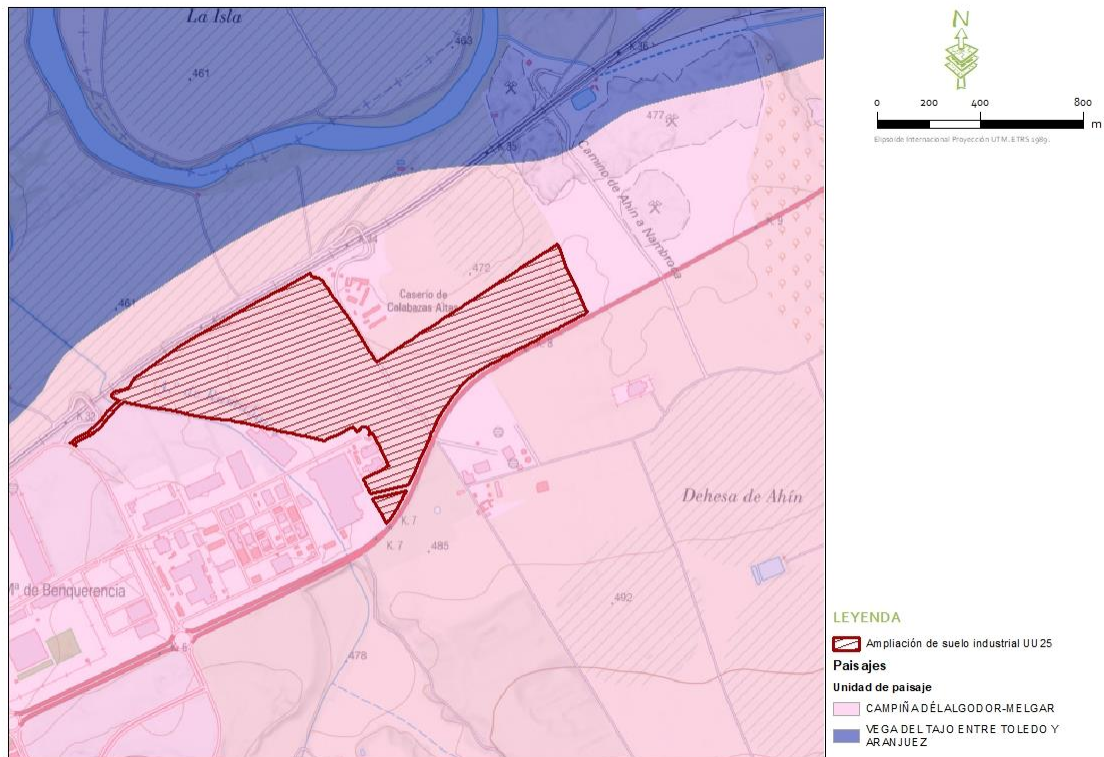 La Isla
463
K.36
461
477
K.35
Camino de Ahín a Nambroca
K. 9
K.34
472
Caserío de
Calabazas Altas
461
8
K.33
Dehesa de Ahín
K. 7
K. 7
485
Mª de Benquerencia
492
K. 6
478
N
0 200 400 800
m
Elipsoide Internacional Proyección UTM. ETRS 1989.
LEYENDA
Ampliación de suelo industrial UU25
Paisajes
Unidad de paisaje
CAMPIÑA DEL ALGODOR-MELGAR
VEGA DEL TAJO ENTRE TOLEDO Y
ARANJUEZ